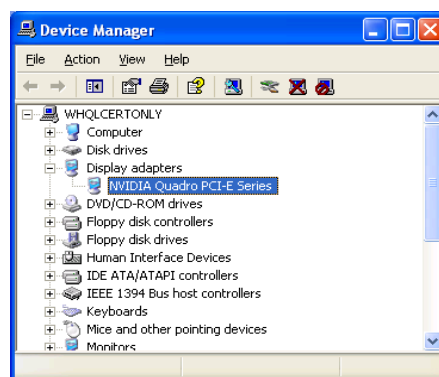 Device Manager
File Action View Help
WHQLCERTONLY
Computer
Disk drives
Display adapters
NVIDIA Quadro PCI-E Series
DVD/CD-ROM drives
Floppy disk controllers
Floppy disk drives
Human Interface Devices
IDE ATA/ATAPI controllers
IEEE 1394 Bus host controllers
Keyboards
Mice and other pointing devices
Monitors